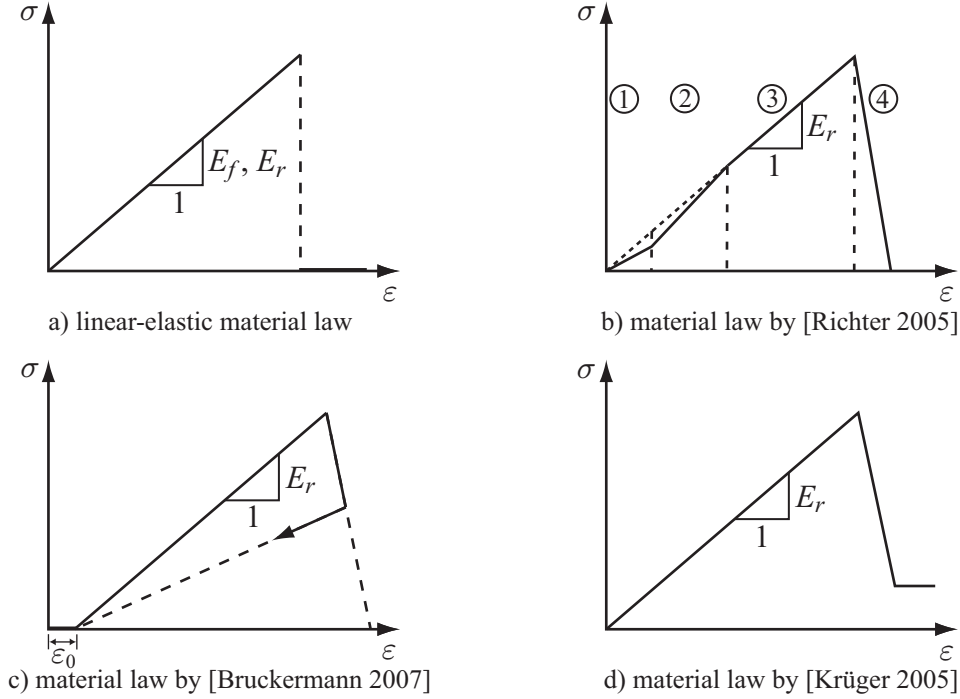 σ
E_f, E_r
1
ε
a) linear-elastic material law
σ
① ② ③ ④
E_r
1
ε
b) material law by [Richter 2005]
σ
E_r
1
ε_0
ε
c) material law by [Bruckermann 2007]
σ
E_r
1
ε
d) material law by [Krüger 2005]